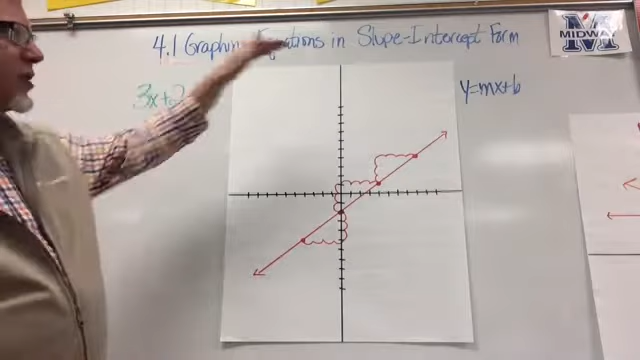 4.1 Graphing Equations in Slope-Intercept Form
3x+2
y=mx+b
M
MIDWAY